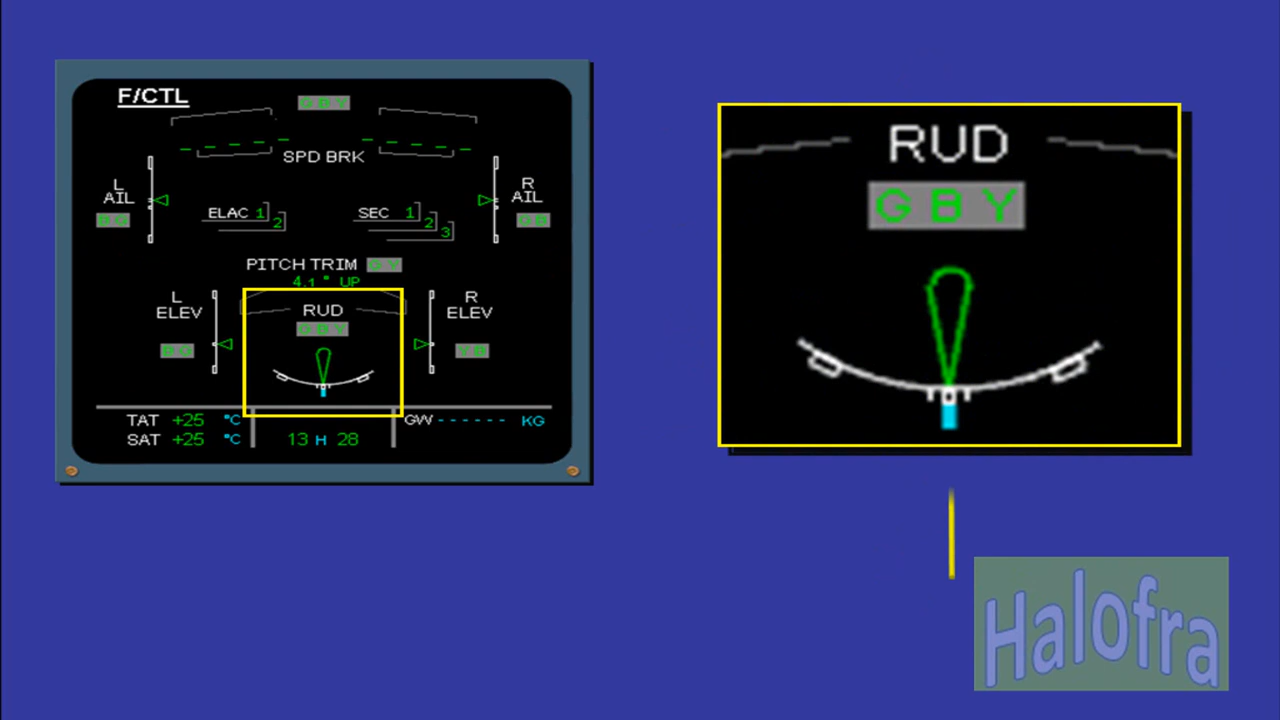 F/CTL
G B Y
SPD BRK
L
AIL
R
AIL
B G
ELAC 1
2
SEC 1
2
3
G B
PITCH TRIM G Y
4.1° UP
L
ELEV
R
ELEV
RUD
G B Y
B G
Y B
TAT +25 °C
GW ------ KG
SAT +25 °C
13 H 28
RUD
G B Y
Halofra